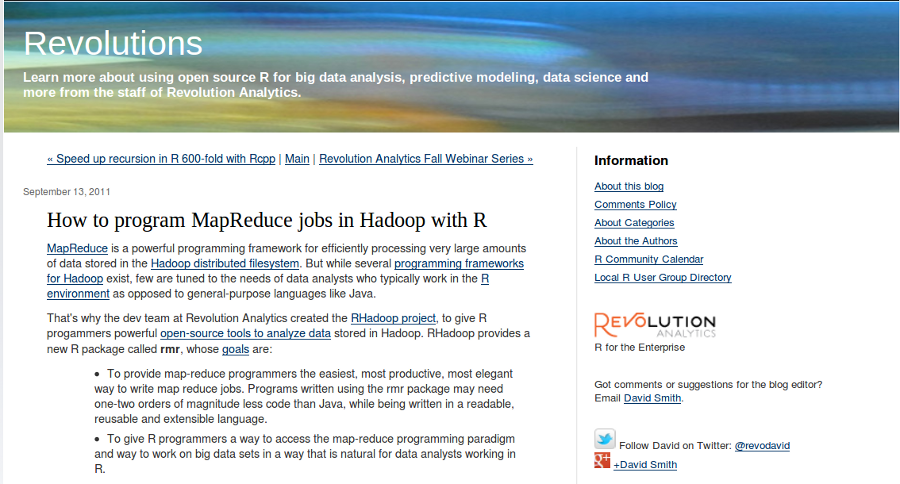 Revolutions
Learn more about using open source R for big data analysis, predictive modeling, data science and
more from the staff of Revolution Analytics.
« Speed up recursion in R 600-fold with Rcpp | Main | Revolution Analytics Fall Webinar Series »
September 13, 2011
How to program MapReduce jobs in Hadoop with R
MapReduce is a powerful programming framework for efficiently processing very large amounts
of data stored in the Hadoop distributed filesystem. But while several programming frameworks
for Hadoop exist, few are tuned to the needs of data analysts who typically work in the R
environment as opposed to general-purpose languages like Java.
That's why the dev team at Revolution Analytics created the RHadoop project, to give R
progammers powerful open-source tools to analyze data stored in Hadoop. RHadoop provides a
new R package called rmr, whose goals are:
• To provide map-reduce programmers the easiest, most productive, most elegant
way to write map reduce jobs. Programs written using the rmr package may need
one-two orders of magnitude less code than Java, while being written in a readable,
reusable and extensible language.
• To give R programmers a way to access the map-reduce programming paradigm
and way to work on big data sets in a way that is natural for data analysts working in
R.
Information
About this blog
Comments Policy
About Categories
About the Authors
R Community Calendar
Local R User Group Directory
REVOLUTION
ANALYTICS
R for the Enterprise
Got comments or suggestions for the blog editor?
Email David Smith.
Follow David on Twitter: @revodavid
g+ +David Smith